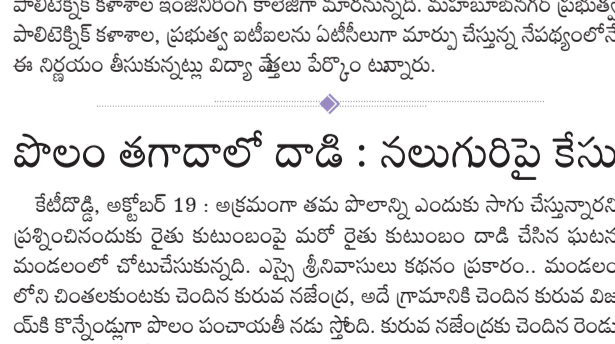 పాలిటెక్నిక్ కళాశాల ఇంజినీరింగ్ కాలేజీగా మారనున్నది. మహబూబ్‌నగర్ ప్రభుత్వ
పాలిటెక్నిక్ కళాశాల, ప్రభుత్వ ఐటీఐలను ఏటీసీలుగా మార్పు చేస్తున్న నేపథ్యంలోనే
ఈ నిర్ణయం తీసుకున్నట్లు విద్యా వేత్తలు పేర్కొం టున్నారు.
పొలం తగాదాలో దాడి : నలుగురిపై కేసు
కేటీదొడ్డి, అక్టోబర్ 19 : అక్రమంగా తమ పొలాన్ని ఎందుకు సాగు చేస్తున్నారని
ప్రశ్నించినందుకు రైతు కుటుంబంపై మరో రైతు కుటుంబం దాడి చేసిన ఘటన
మండలంలో చోటుచేసుకున్నది. ఎస్సై శ్రీనివాసులు కథనం ప్రకారం.. మండలం
లోని చింతలకుంటకు చెందిన కురువ నజేంద్ర, అదే గ్రామానికి చెందిన కురువ విజ
య్‌కి కొన్నేండ్లుగా పొలం పంచాయతీ నడు స్తోంది. కురువ నజేంద్రకు చెందిన రెండు